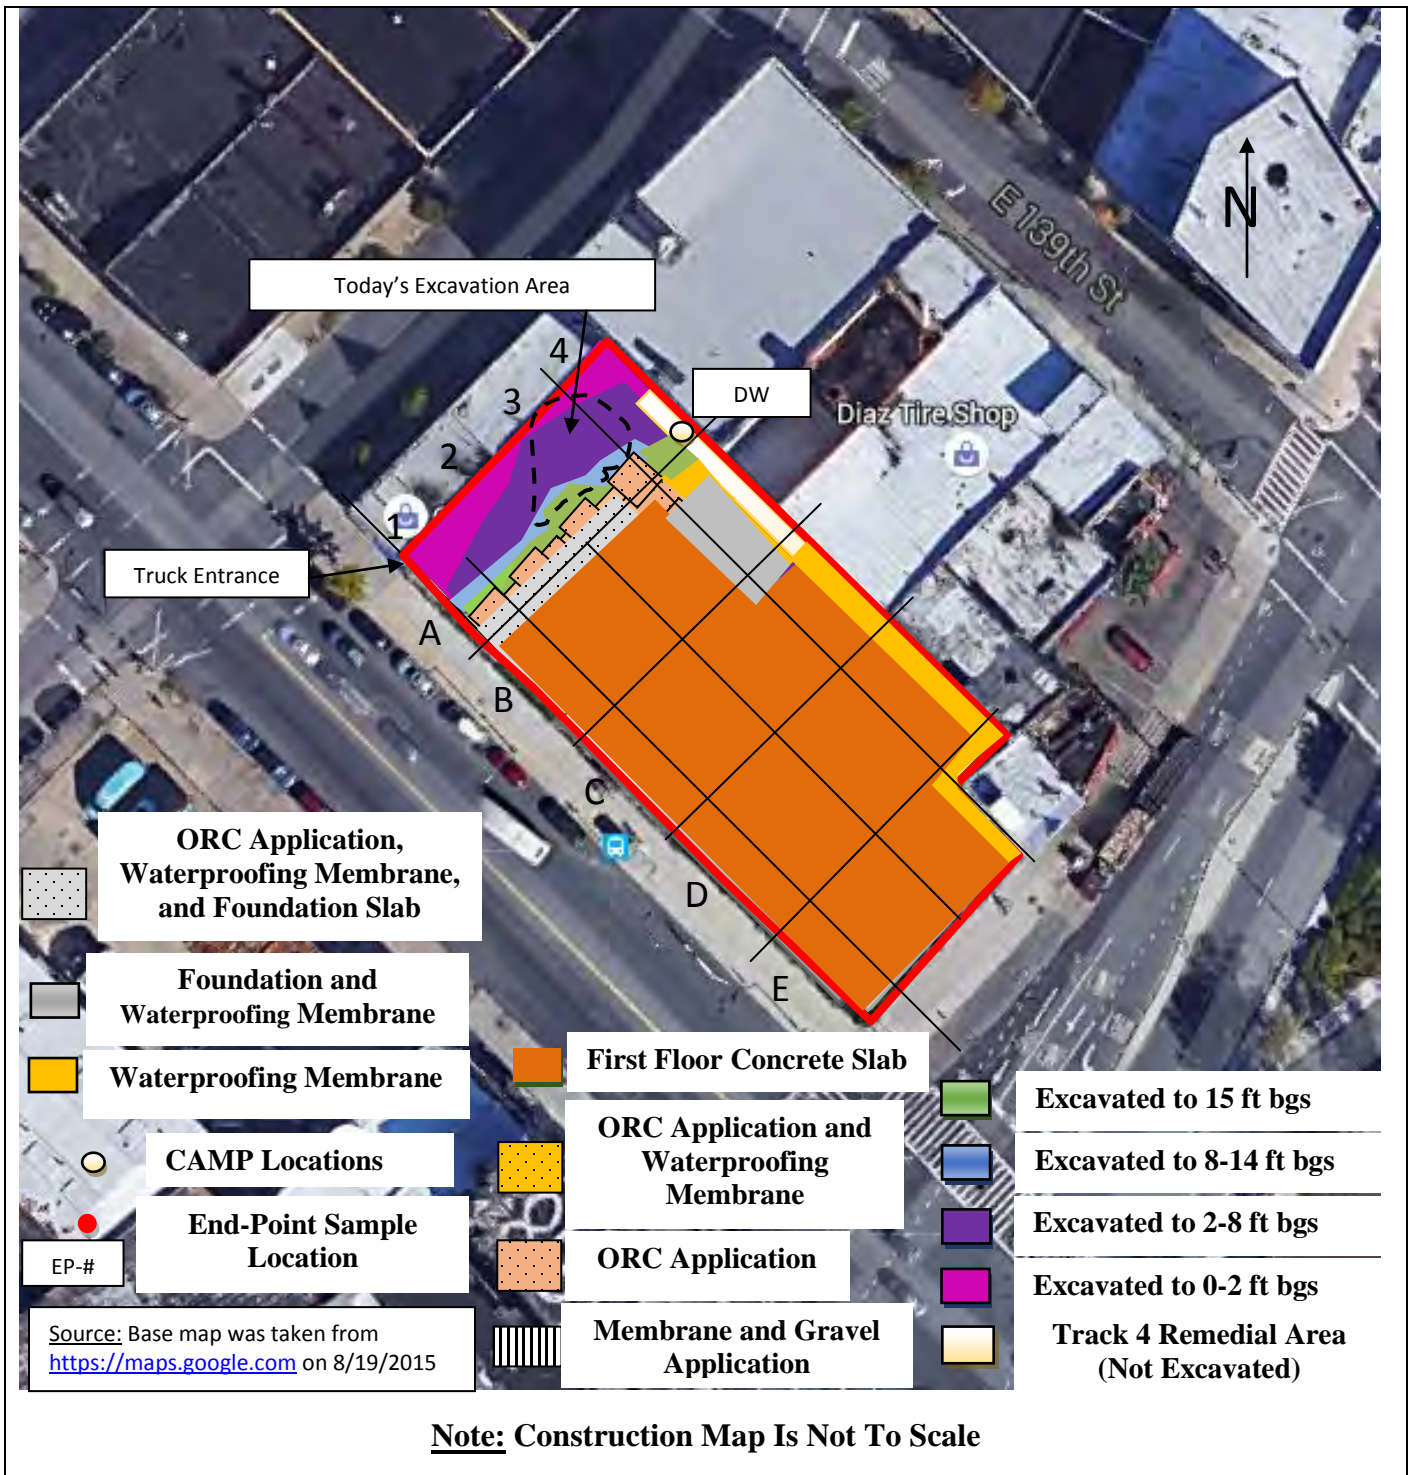 N
E 139th St
Today's Excavation Area
4
DW
3
Diaz Tire Shop
2
1
Truck Entrance
A
B
C
D
E
ORC Application,
Waterproofing Membrane,
and Foundation Slab
Foundation and
Waterproofing Membrane
Waterproofing Membrane
CAMP Locations
End-Point Sample
Location
EP-#
Source: Base map was taken from
https://maps.google.com on 8/19/2015
First Floor Concrete Slab
ORC Application and
Waterproofing
Membrane
ORC Application
Membrane and Gravel
Application
Excavated to 15 ft bgs
Excavated to 8-14 ft bgs
Excavated to 2-8 ft bgs
Excavated to 0-2 ft bgs
Track 4 Remedial Area
(Not Excavated)
Note: Construction Map Is Not To Scale